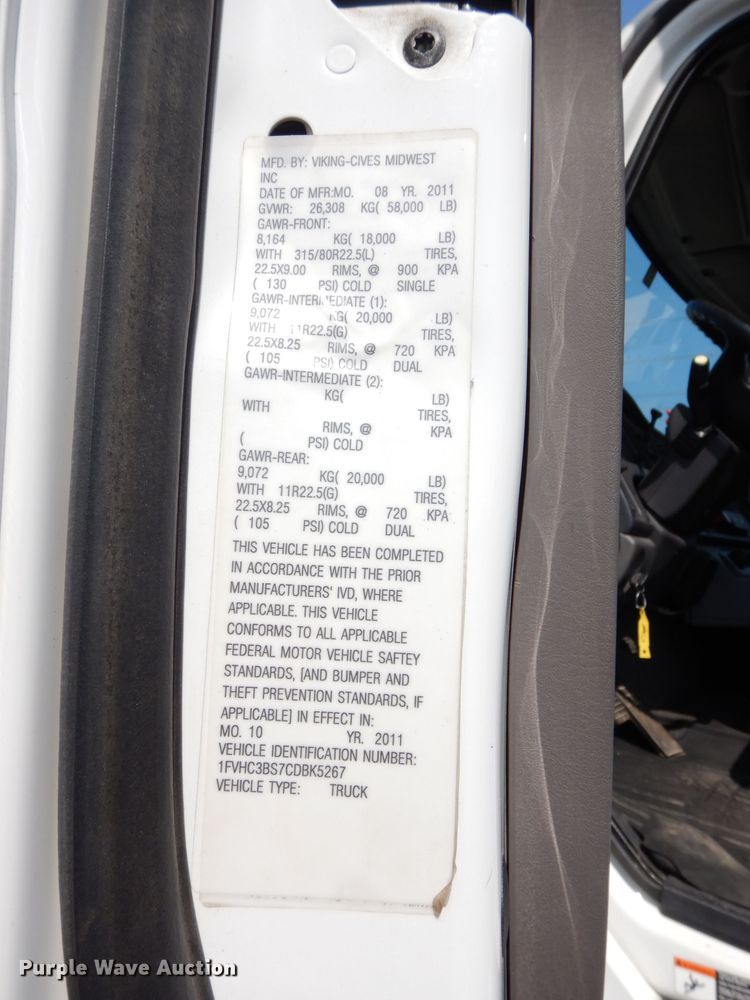 MFD. BY: VIKING-CIVES MIDWEST
INC
DATE OF MFR:MO. 08 YR. 2011
GVWR: 26,308 KG( 58,000 LB)
GAWR-FRONT:
8,164 KG( 18,000 LB)
WITH 315/80R22.5(L) TIRES,
22.5X9.00 RIMS, @ 900 KPA
( 130 PSI) COLD SINGLE
GAWR-INTERMEDIATE (1):
9,072 KG( 20,000 LB)
WITH 11R22.5(G) TIRES,
22.5X8.25 RIMS, @ 720 KPA
( 105 PSI) COLD DUAL
GAWR-INTERMEDIATE (2):
KG( LB)
WITH TIRES,
RIMS, @ KPA
( PSI) COLD
GAWR-REAR:
9,072 KG( 20,000 LB)
WITH 11R22.5(G) TIRES,
22.5X8.25 RIMS, @ 720 KPA
( 105 PSI) COLD DUAL
THIS VEHICLE HAS BEEN COMPLETED
IN ACCORDANCE WITH THE PRIOR
MANUFACTURERS' IVD, WHERE
APPLICABLE. THIS VEHICLE
CONFORMS TO ALL APPLICABLE
FEDERAL MOTOR VEHICLE SAFTEY
STANDARDS, [AND BUMPER AND
THEFT PREVENTION STANDARDS, IF
APPLICABLE] IN EFFECT IN:
MO. 10 YR. 2011
VEHICLE IDENTIFICATION NUMBER:
1FVHC3BS7CDBK5267
VEHICLE TYPE: TRUCK
Purple Wave Auction